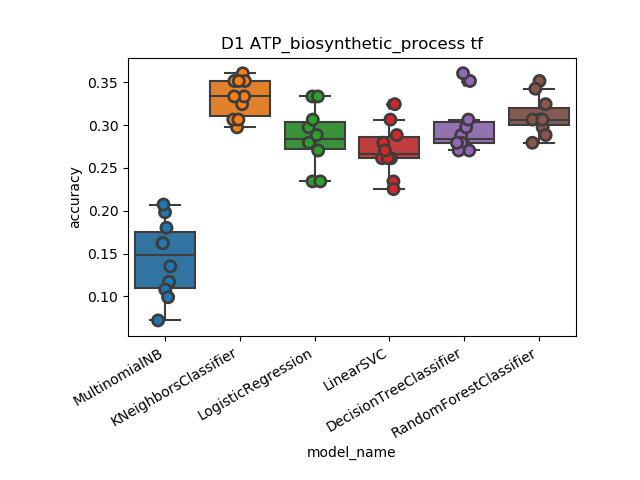 D1 ATP_biosynthetic_process tf
accuracy
0.35
0.30
0.25
0.20
0.15
0.10
MultinomialNB
KNeighborsClassifier
LogisticRegression
LinearSVC
DecisionTreeClassifier
RandomForestClassifier
model_name